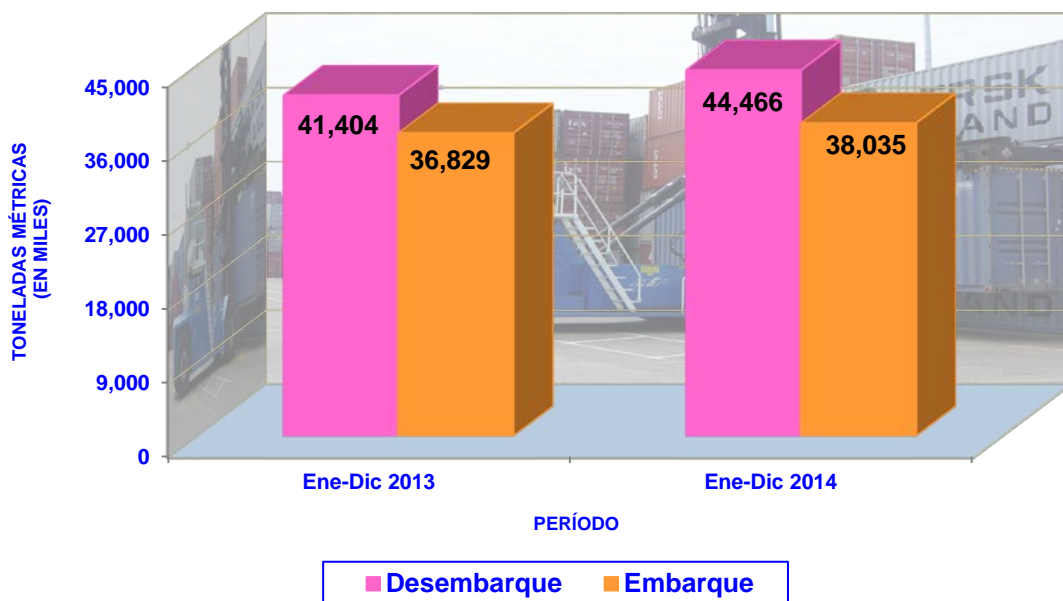 45,000
36,000
27,000
18,000
9,000
0
TONELADAS MÉTRICAS
(EN MILES)
41,404
36,829
44,466
38,035
Ene-Dic 2013
Ene-Dic 2014
PERÍODO
Desembarque
Embarque